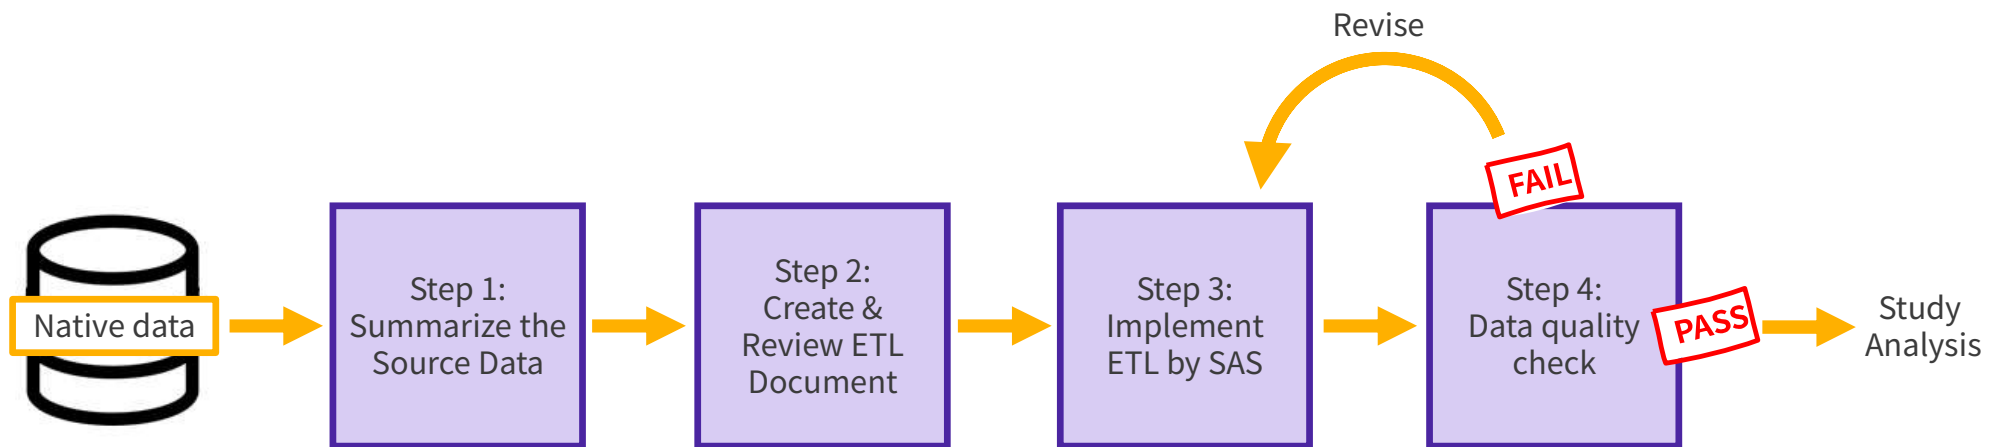 Revise
FAIL
Native data
Step 1:
Summarize the
Source Data
Step 2:
Create &
Review ETL
Document
Step 3:
Implement
ETL by SAS
Step 4:
Data quality
check
PASS
Study
Analysis